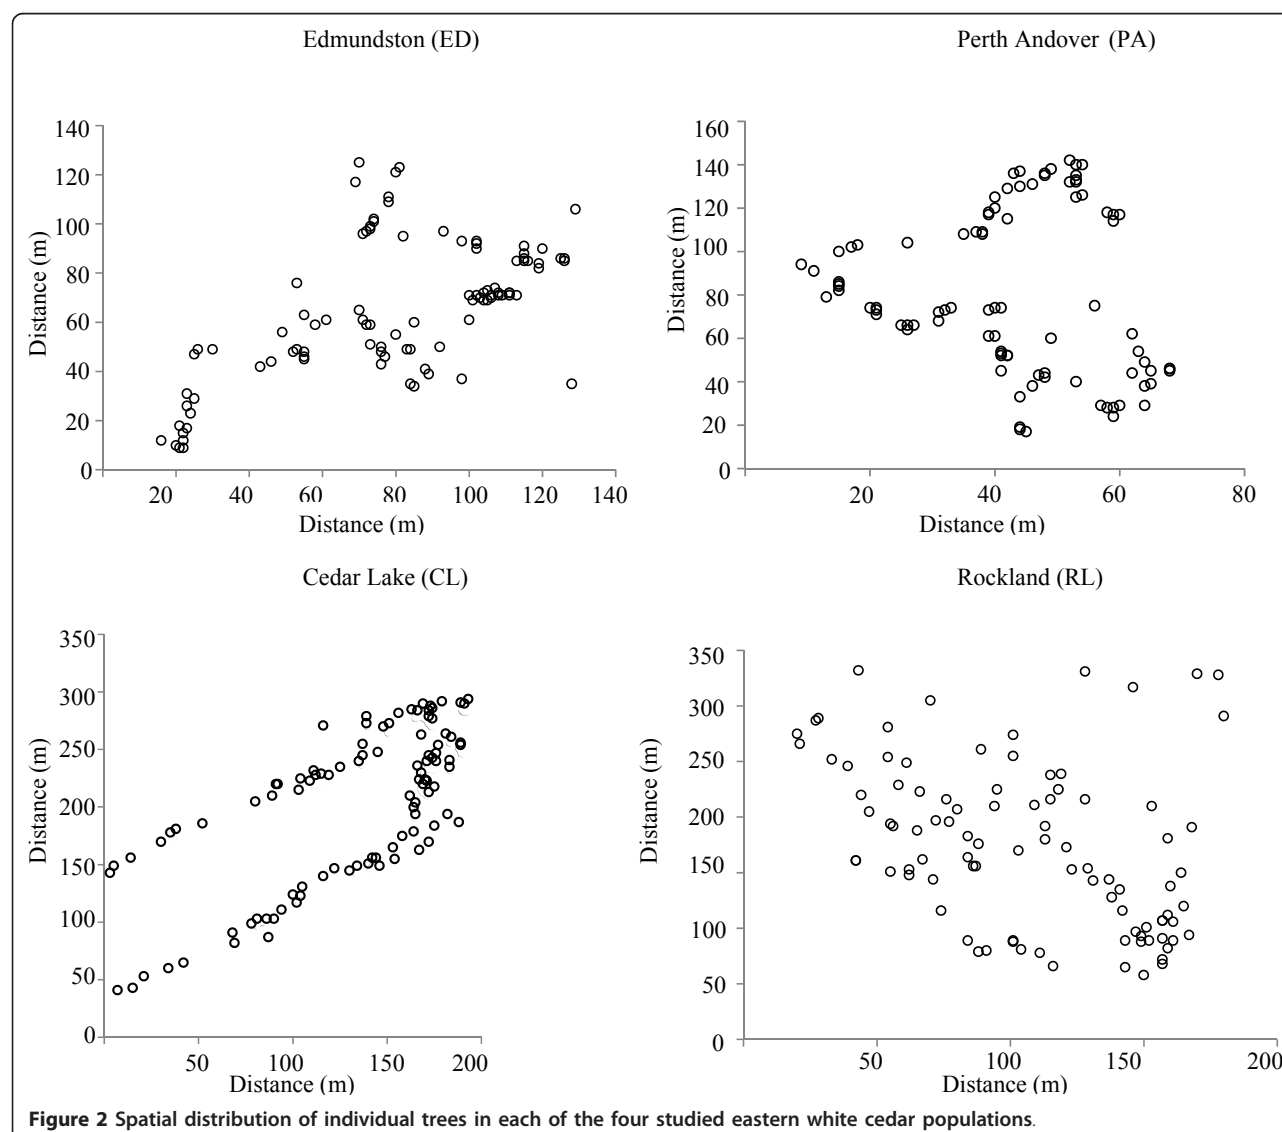 Edmundston (ED)
Perth Andover (PA)
140
120
100
80
60
40
20
0
Distance (m)
20 40 60 80 100 120 140
Distance (m)
160
140
120
100
80
60
40
20
0
Distance (m)
20 40 60 80
Distance (m)
Cedar Lake (CL)
Rockland (RL)
350
300
250
200
150
100
50
0
Distance (m)
50 100 150 200
Distance (m)
350
300
250
200
150
100
50
0
Distance (m)
50 100 150 200
Distance (m)
Figure 2 Spatial distribution of individual trees in each of the four studied eastern white cedar populations.